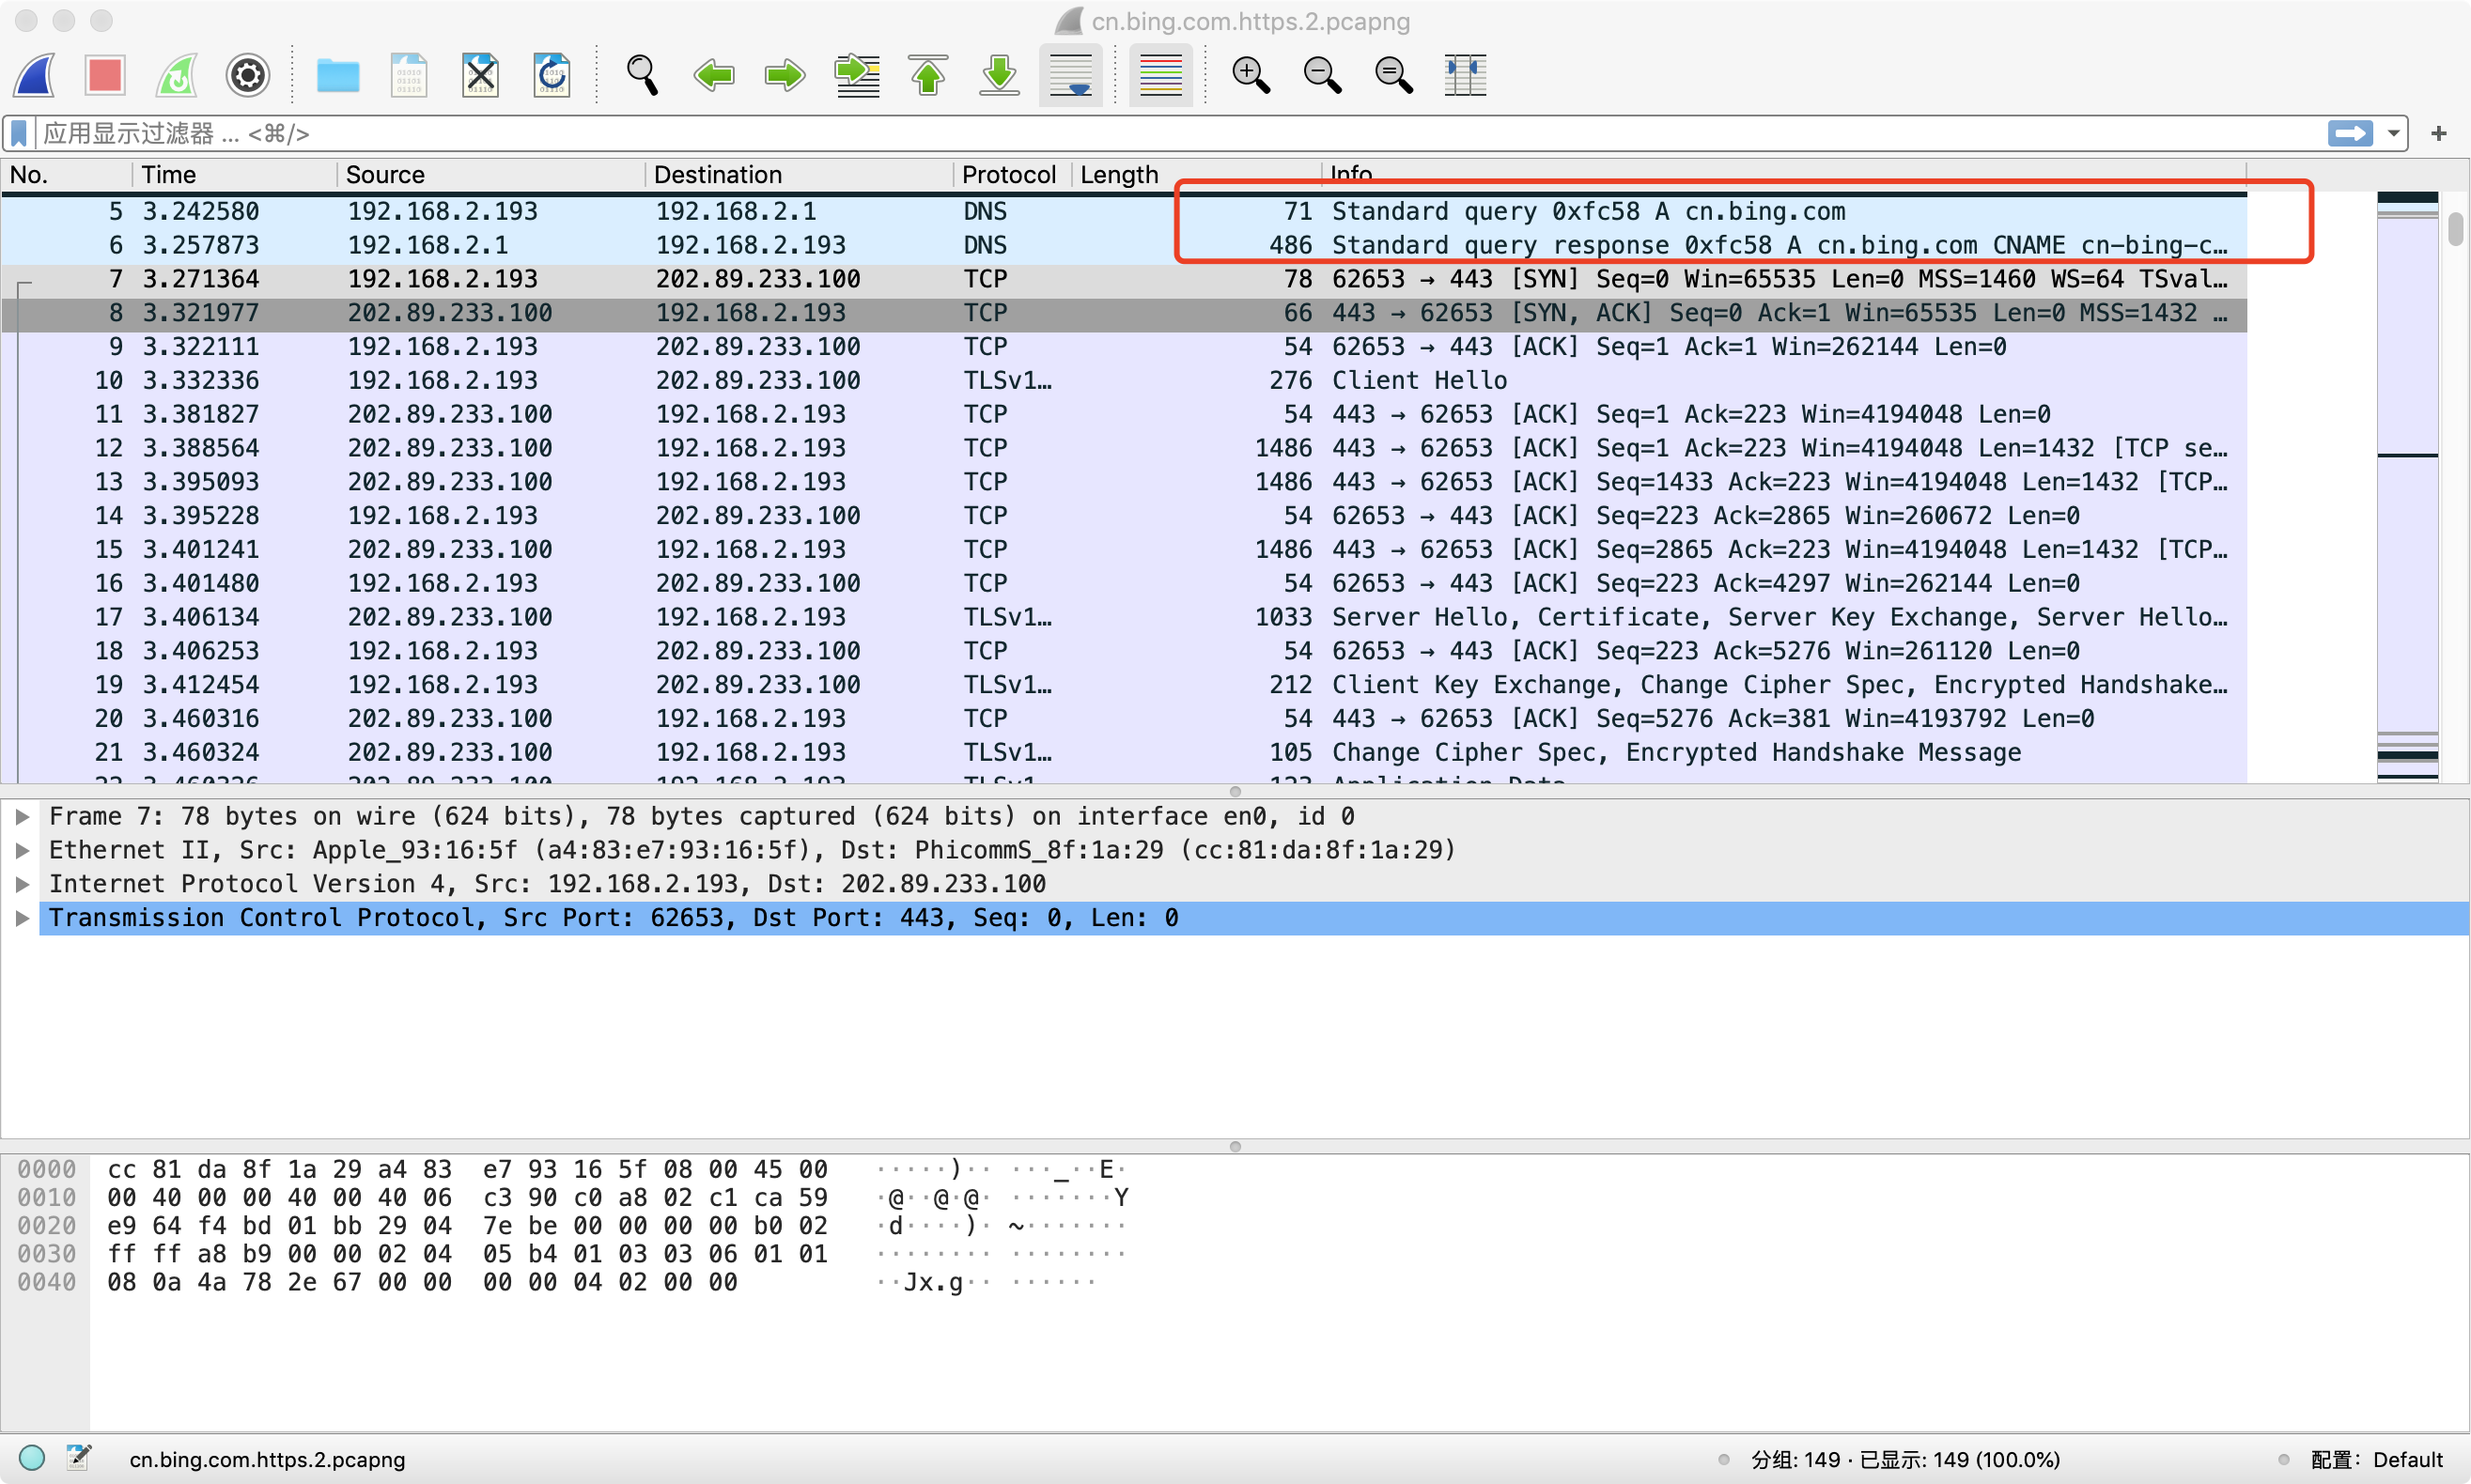 cn.bing.com.https.2.pcapng
应用显示过滤器 ... <⌘/>
No. Time Source Destination Protocol Length Info
5 3.242580 192.168.2.193 192.168.2.1 DNS 71 Standard query 0xfc58 A cn.bing.com
6 3.257873 192.168.2.1 192.168.2.193 DNS 486 Standard query response 0xfc58 A cn.bing.com CNAME cn-bing-c…
7 3.271364 192.168.2.193 202.89.233.100 TCP 78 62653 → 443 [SYN] Seq=0 Win=65535 Len=0 MSS=1460 WS=64 TSval…
8 3.321977 202.89.233.100 192.168.2.193 TCP 66 443 → 62653 [SYN, ACK] Seq=0 Ack=1 Win=65535 Len=0 MSS=1432 …
9 3.322111 192.168.2.193 202.89.233.100 TCP 54 62653 → 443 [ACK] Seq=1 Ack=1 Win=262144 Len=0
10 3.332336 192.168.2.193 202.89.233.100 TLSv1… 276 Client Hello
11 3.381827 202.89.233.100 192.168.2.193 TCP 54 443 → 62653 [ACK] Seq=1 Ack=223 Win=4194048 Len=0
12 3.388564 202.89.233.100 192.168.2.193 TCP 1486 443 → 62653 [ACK] Seq=1 Ack=223 Win=4194048 Len=1432 [TCP se…
13 3.395093 202.89.233.100 192.168.2.193 TCP 1486 443 → 62653 [ACK] Seq=1433 Ack=223 Win=4194048 Len=1432 [TCP…
14 3.395228 192.168.2.193 202.89.233.100 TCP 54 62653 → 443 [ACK] Seq=223 Ack=2865 Win=260672 Len=0
15 3.401241 202.89.233.100 192.168.2.193 TCP 1486 443 → 62653 [ACK] Seq=2865 Ack=223 Win=4194048 Len=1432 [TCP…
16 3.401480 192.168.2.193 202.89.233.100 TCP 54 62653 → 443 [ACK] Seq=223 Ack=4297 Win=262144 Len=0
17 3.406134 202.89.233.100 192.168.2.193 TLSv1… 1033 Server Hello, Certificate, Server Key Exchange, Server Hello…
18 3.406253 192.168.2.193 202.89.233.100 TCP 54 62653 → 443 [ACK] Seq=223 Ack=5276 Win=261120 Len=0
19 3.412454 192.168.2.193 202.89.233.100 TLSv1… 212 Client Key Exchange, Change Cipher Spec, Encrypted Handshake…
20 3.460316 202.89.233.100 192.168.2.193 TCP 54 443 → 62653 [ACK] Seq=5276 Ack=381 Win=4193792 Len=0
21 3.460324 202.89.233.100 192.168.2.193 TLSv1… 105 Change Cipher Spec, Encrypted Handshake Message
Frame 7: 78 bytes on wire (624 bits), 78 bytes captured (624 bits) on interface en0, id 0
Ethernet II, Src: Apple_93:16:5f (a4:83:e7:93:16:5f), Dst: PhicommS_8f:1a:29 (cc:81:da:8f:1a:29)
Internet Protocol Version 4, Src: 192.168.2.193, Dst: 202.89.233.100
Transmission Control Protocol, Src Port: 62653, Dst Port: 443, Seq: 0, Len: 0
0000 cc 81 da 8f 1a 29 a4 83 e7 93 16 5f 08 00 45 00 ·····)·· ···_··E·
0010 00 40 00 00 40 00 40 06 c3 90 c0 a8 02 c1 ca 59 ·@··@·@· ·······Y
0020 e9 64 f4 bd 01 bb 29 04 7e be 00 00 00 00 b0 02 ·d····)· ~·······
0030 ff ff a8 b9 00 00 02 04 05 b4 01 03 03 06 01 01 ········ ········
0040 08 0a 4a 78 2e 67 00 00 00 00 04 02 00 00 ··Jx.g·· ······
cn.bing.com.https.2.pcapng 分组: 149 · 已显示: 149 (100.0%) 配置: Default